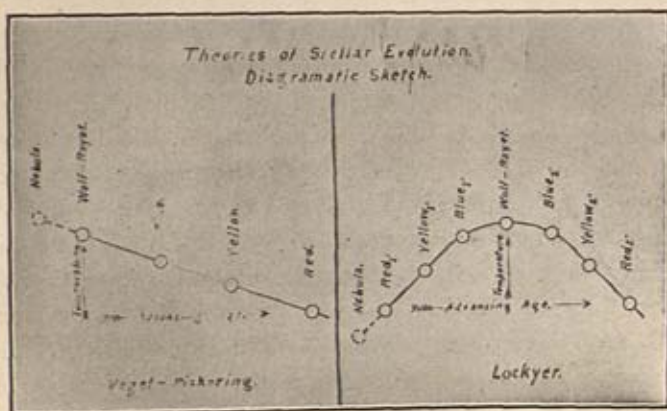 Theories of Stellar Evolution.
Diagramatic Sketch.
Nebula.
Wolf-Rayet.
Yellow
Red.
Temperature
Vogel-Pickering.
Nebula.
Red,
Yellow,
Blue,
Wolf-Rayet.
Blue
Yellow
Red
Temperature
Advancing Age.
Lockyer.